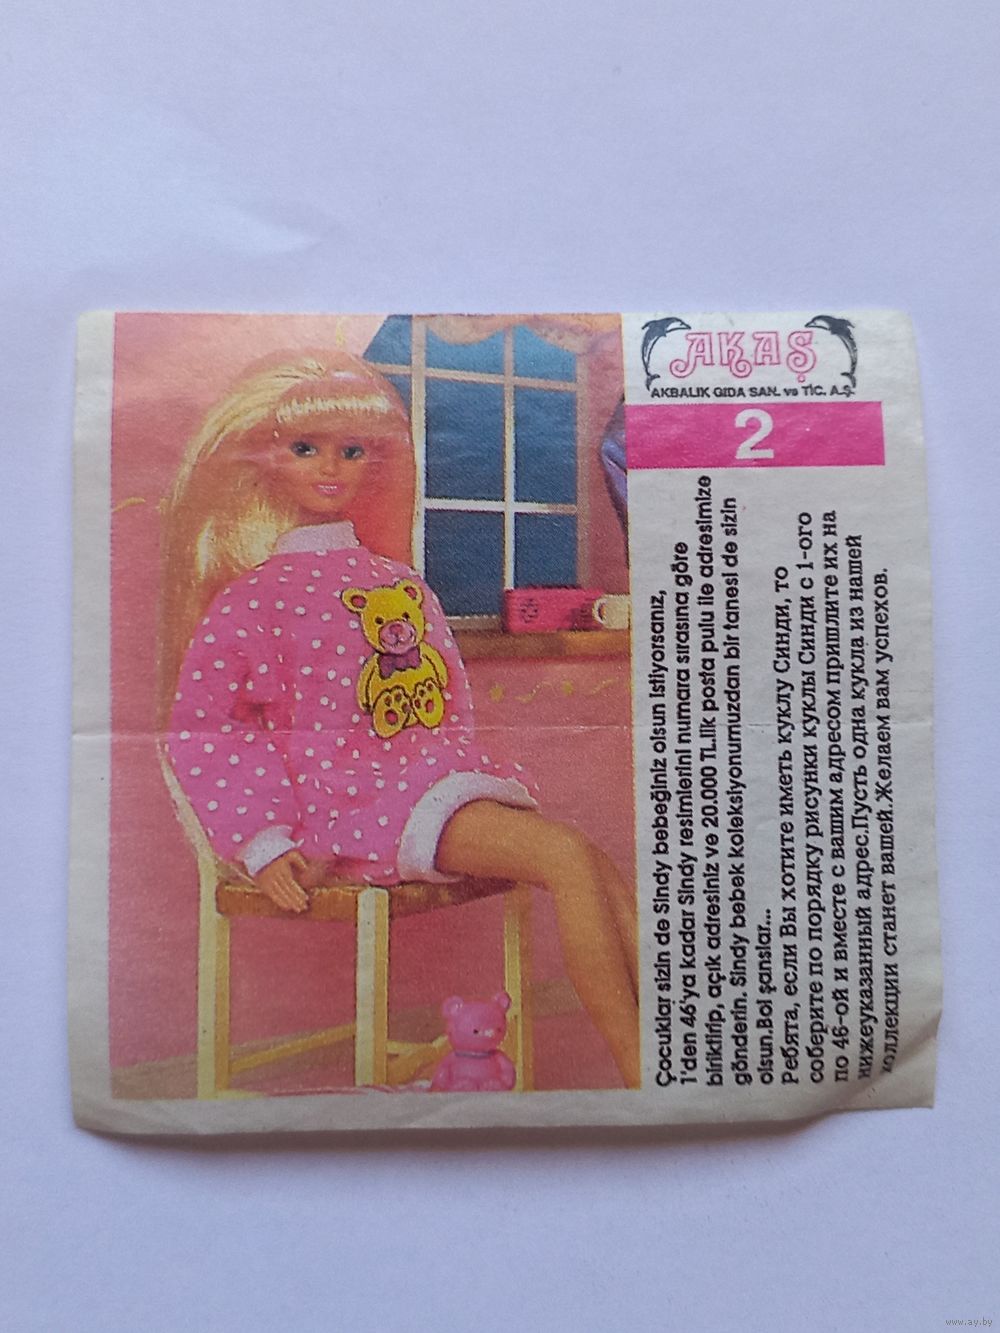 AKAŞ
AKBALIK GIDA SAN. ve TİC. A.Ş.
2
Çocuklar sizin de Sindy bebeğiniz olsun istiyorsanız,
1'den 46'ya kadar Sindy resimlerini numara sırasına göre
biriktirip, açık adresiniz ve 20.000 TL.lik posta pulu ile adresimize
gönderin. Sindy bebek koleksiyonumuzdan bir tanesi de sizin
olsun.Bol şanslar...
Ребята, если Вы хотите иметь куклу Синди, то
соберите по порядку рисунки куклы Синди с 1-ого
по 46-ой и вместе с вашим адресом пришлите их на
нижеуказанный адрес.Пусть одна кукла из нашей
коллекции станет вашей.Желаем вам успехов.
www.ay.by